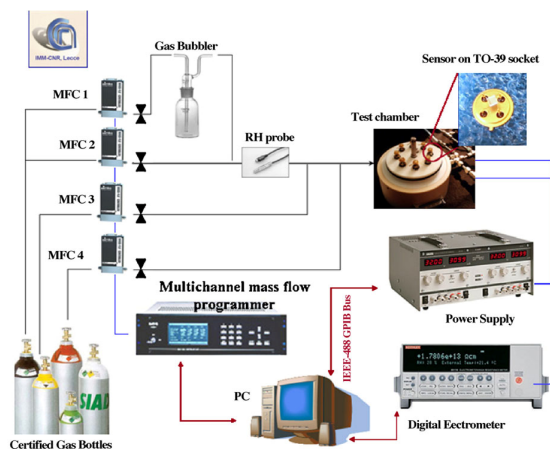 IMM-CNR, Lecce
Gas Bubbler
Sensor on TO-39 socket
MFC 1
Test chamber
MFC 2
RH probe
MFC 3
MFC 4
Multichannel mass flow
programmer
IEEE-488 GPIB Bus
Power Supply
SIAD
PC
Certified Gas Bottles
Digital Eectrometer